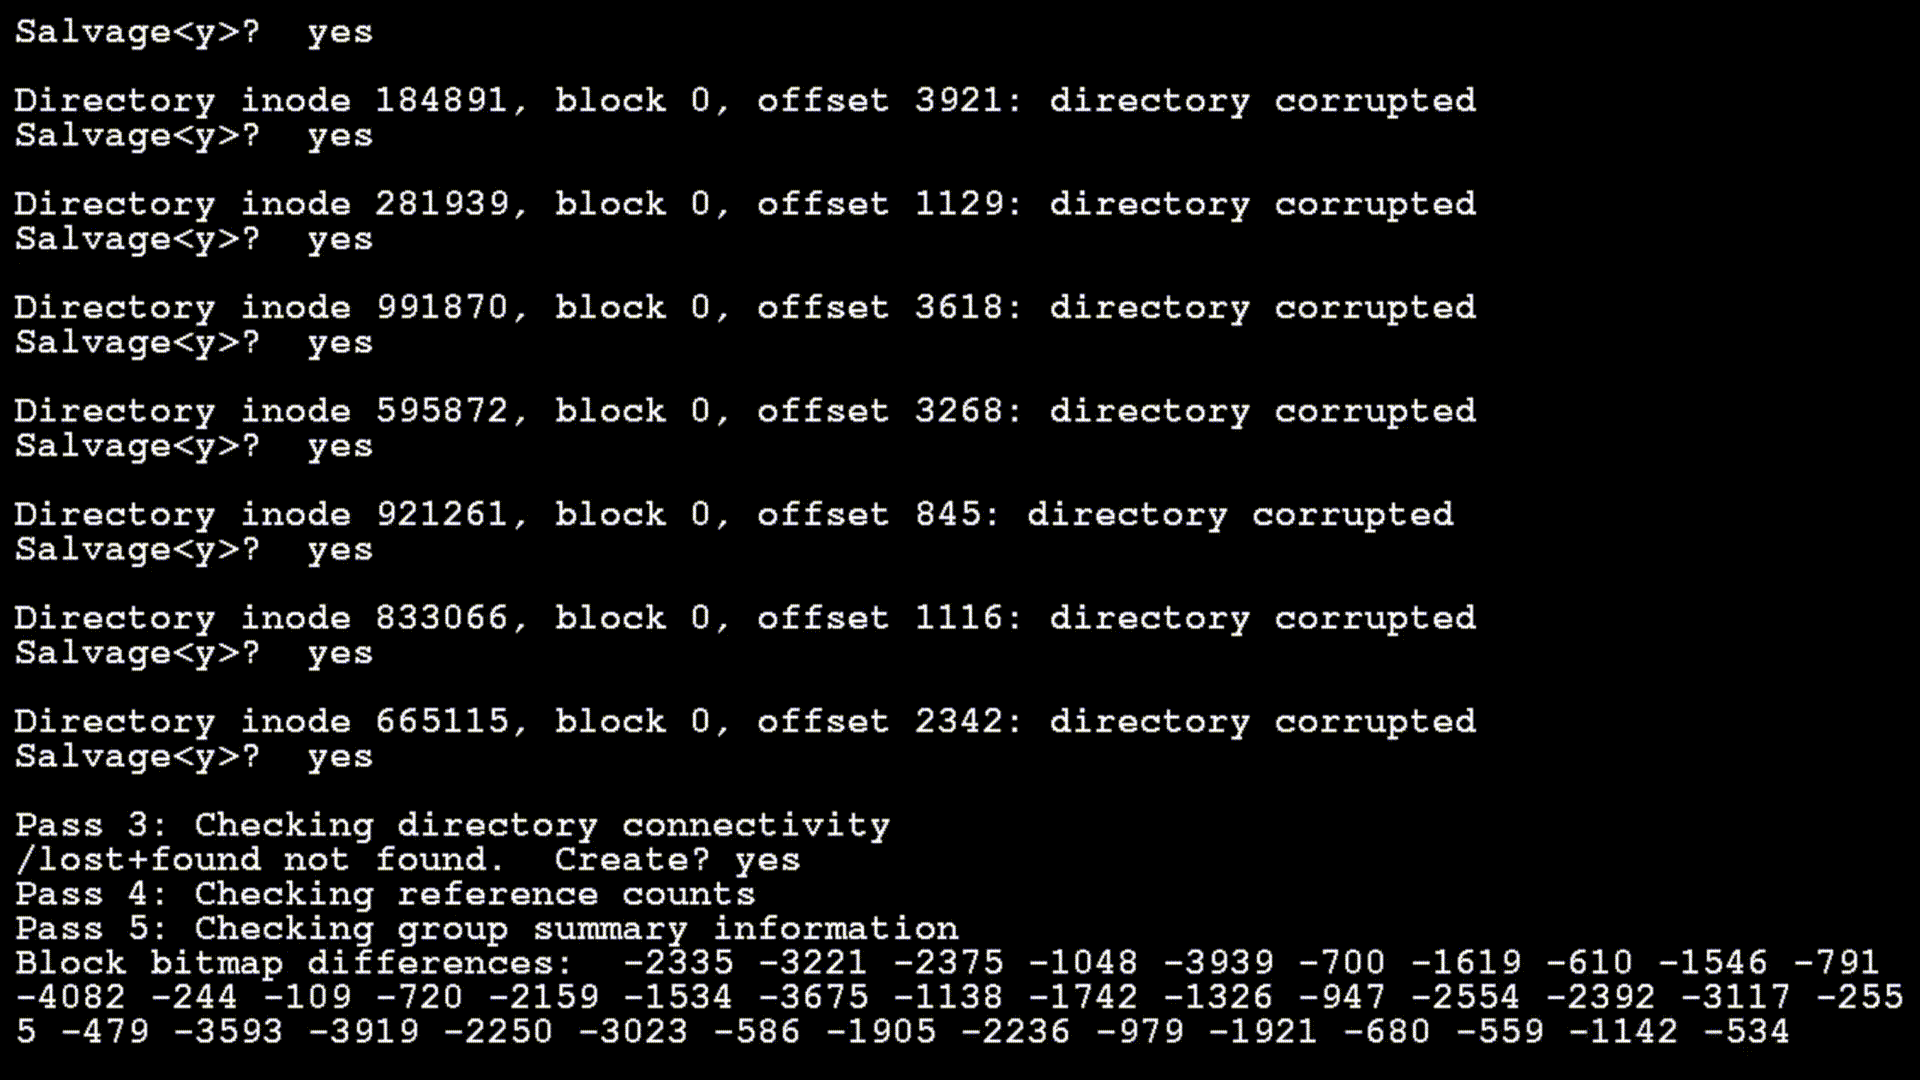 Salvage<y>?  yes
Directory inode 184891, block 0, offset 3921: directory corrupted
Salvage<y>?  yes
Directory inode 281939, block 0, offset 1129: directory corrupted
Salvage<y>?  yes
Directory inode 991870, block 0, offset 3618: directory corrupted
Salvage<y>?  yes
Directory inode 595872, block 0, offset 3268: directory corrupted
Salvage<y>?  yes
Directory inode 921261, block 0, offset 845: directory corrupted
Salvage<y>?  yes
Directory inode 833066, block 0, offset 1116: directory corrupted
Salvage<y>?  yes
Directory inode 665115, block 0, offset 2342: directory corrupted
Salvage<y>?  yes
Pass 3: Checking directory connectivity
/lost+found not found.  Create? yes
Pass 4: Checking reference counts
Pass 5: Checking group summary information
Block bitmap differences:  -2335 -3221 -2375 -1048 -3939 -700 -1619 -610 -1546 -791
-4082 -244 -109 -720 -2159 -1534 -3675 -1138 -1742 -1326 -947 -2554 -2392 -3117 -255
5 -479 -3593 -3919 -2250 -3023 -586 -1905 -2236 -979 -1921 -680 -559 -1142 -534